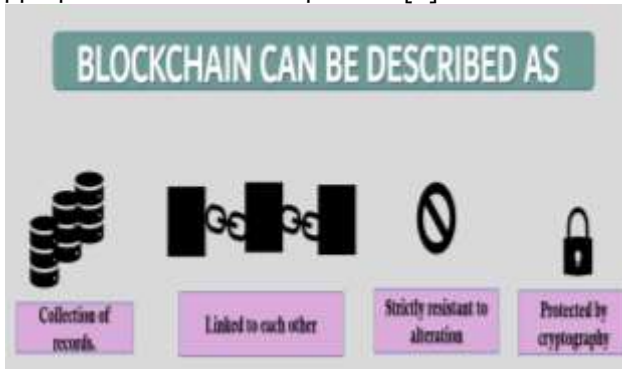 BLOCKCHAIN CAN BE DESCRIBED AS
Collection of
records.
Linked to each other
Strictly resistant to
alteration
Protected by
cryptography